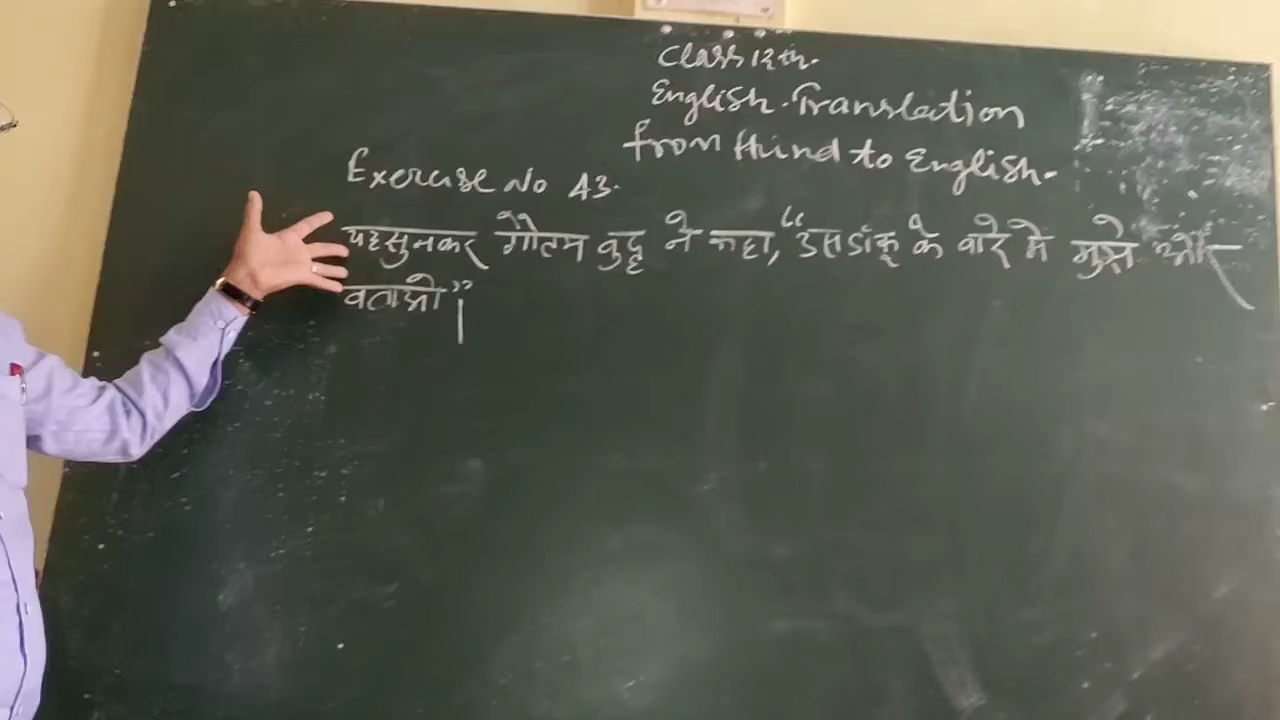 Class 12th.
English Translation
from Hind to English.
Exercise No 43.
यह सुनकर गौतम बुद्ध ने कहा, "उस डांकू के बारे मे मुझे और
बताओ"।